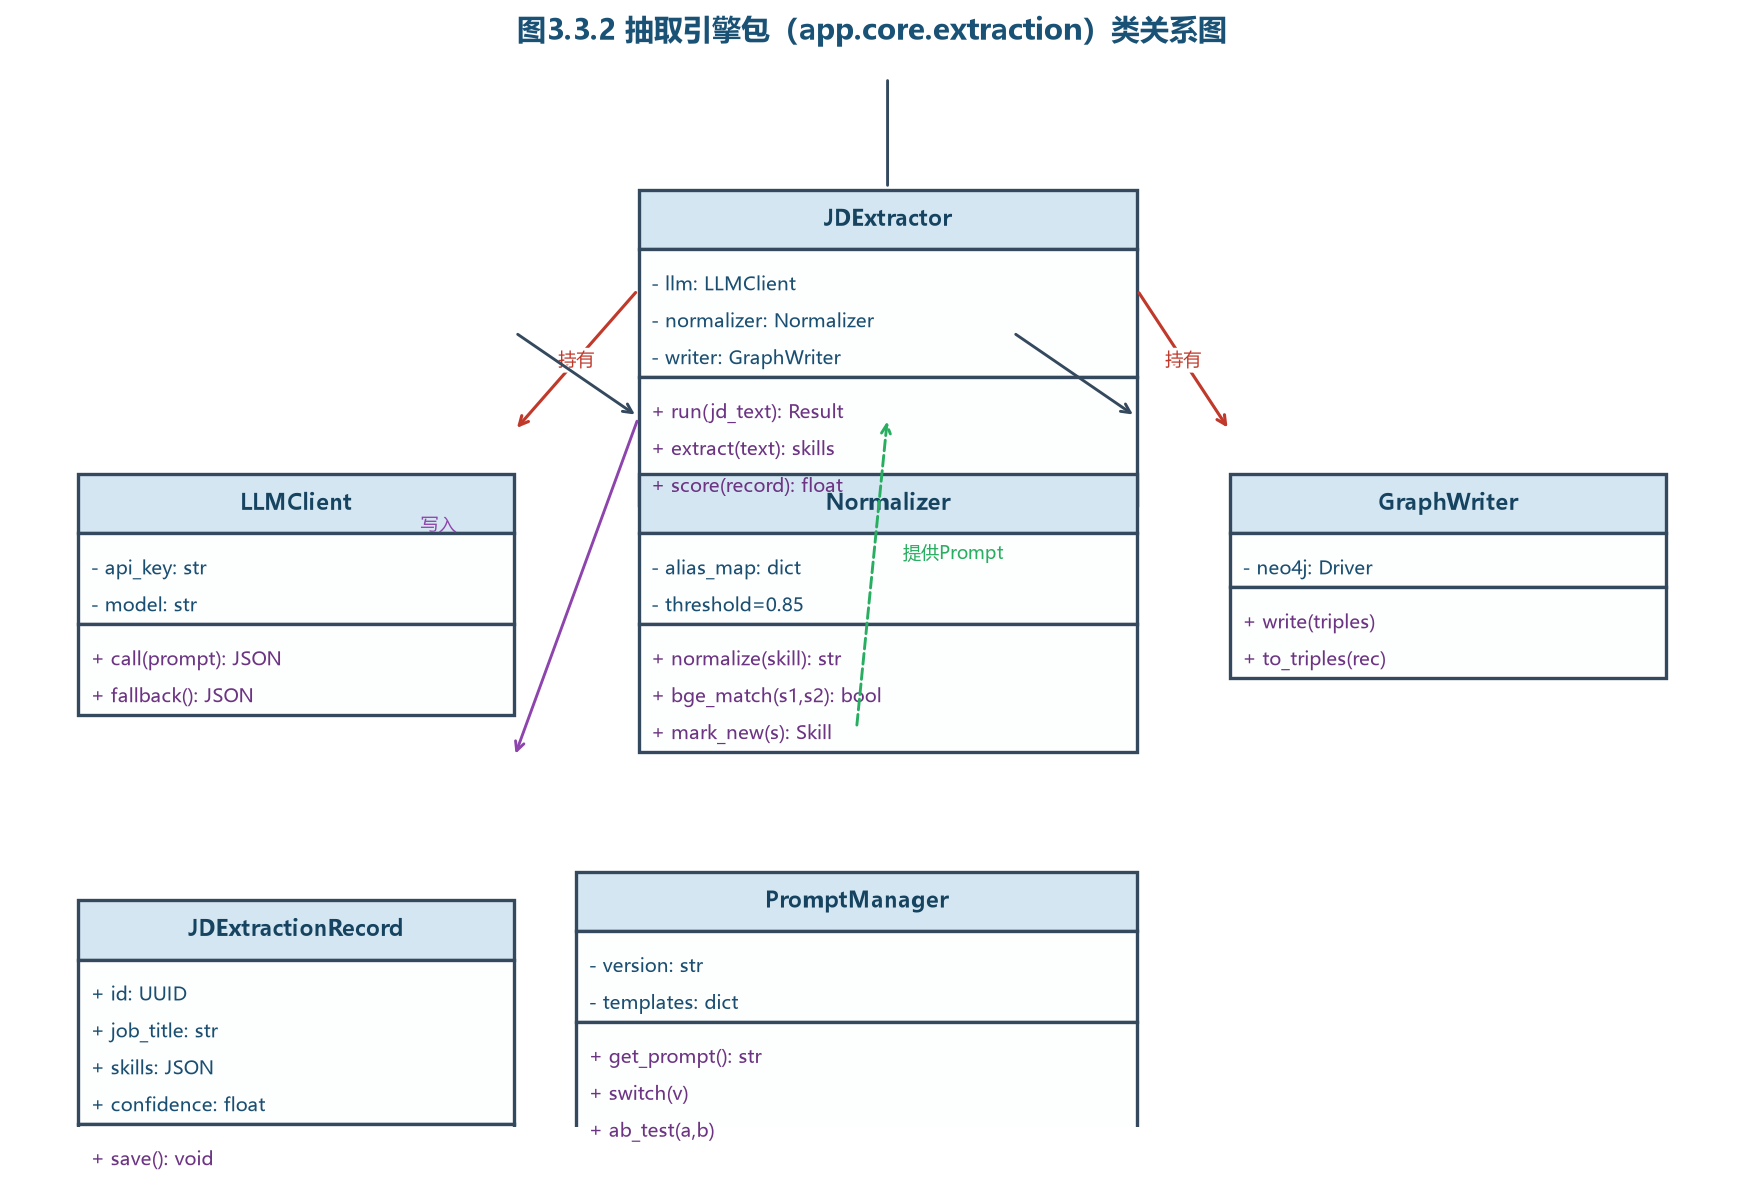 图3.3.2 抽取引擎包（app.core.extraction）类关系图
JDExtractor
- llm: LLMClient
- normalizer: Normalizer
- writer: GraphWriter
+ run(jd_text): Result
+ extract(text): skills
+ score(record): float
持有
持有
LLMClient
写入
- api_key: str
- model: str
+ call(prompt): JSON
+ fallback(): JSON
Normalizer
提供Prompt
- alias_map: dict
- threshold=0.85
+ normalize(skill): str
+ bge_match(s1,s2): bool
+ mark_new(s): Skill
GraphWriter
- neo4j: Driver
+ write(triples)
+ to_triples(rec)
JDExtractionRecord
+ id: UUID
+ job_title: str
+ skills: JSON
+ confidence: float
+ save(): void
PromptManager
- version: str
- templates: dict
+ get_prompt(): str
+ switch(v)
+ ab_test(a,b)